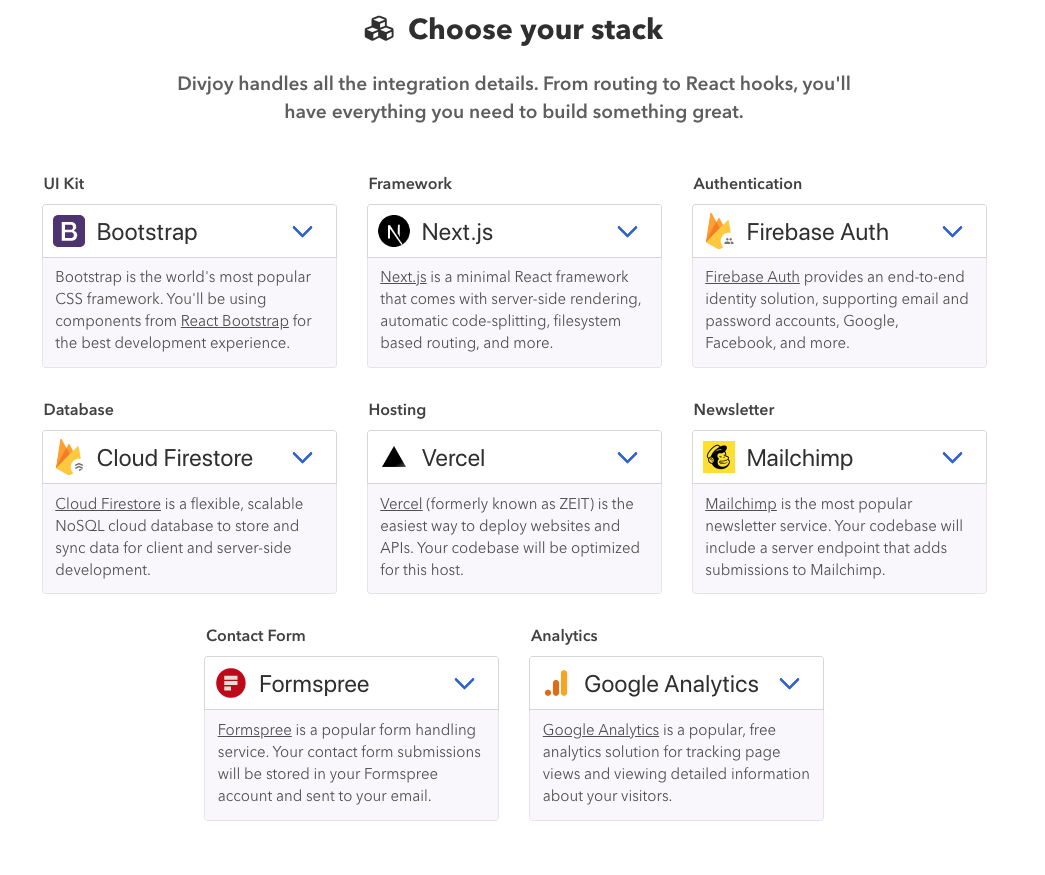 Choose your stack
Divjoy handles all the integration details. From routing to React hooks, you'll
have everything you need to build something great.
UI Kit
B Bootstrap
Bootstrap is the world's most popular
CSS framework. You'll be using
components from React Bootstrap for
the best development experience.
Framework
N Next.js
Next.js is a minimal React framework
that comes with server-side rendering,
automatic code-splitting, filesystem
based routing, and more.
Authentication
Firebase Auth
Firebase Auth provides an end-to-end
identity solution, supporting email and
password accounts, Google,
Facebook, and more.
Database
Cloud Firestore
Cloud Firestore is a flexible, scalable
NoSQL cloud database to store and
sync data for client and server-side
development.
Hosting
Vercel
Vercel (formerly known as ZEIT) is the
easiest way to deploy websites and
APIs. Your codebase will be optimized
for this host.
Newsletter
Mailchimp
Mailchimp is the most popular
newsletter service. Your codebase will
include a server endpoint that adds
submissions to Mailchimp.
Contact Form
Formspree
Formspree is a popular form handling
service. Your contact form submissions
will be stored in your Formspree
account and sent to your email.
Analytics
Google Analytics
Google Analytics is a popular, free
analytics solution for tracking page
views and viewing detailed information
about your visitors.